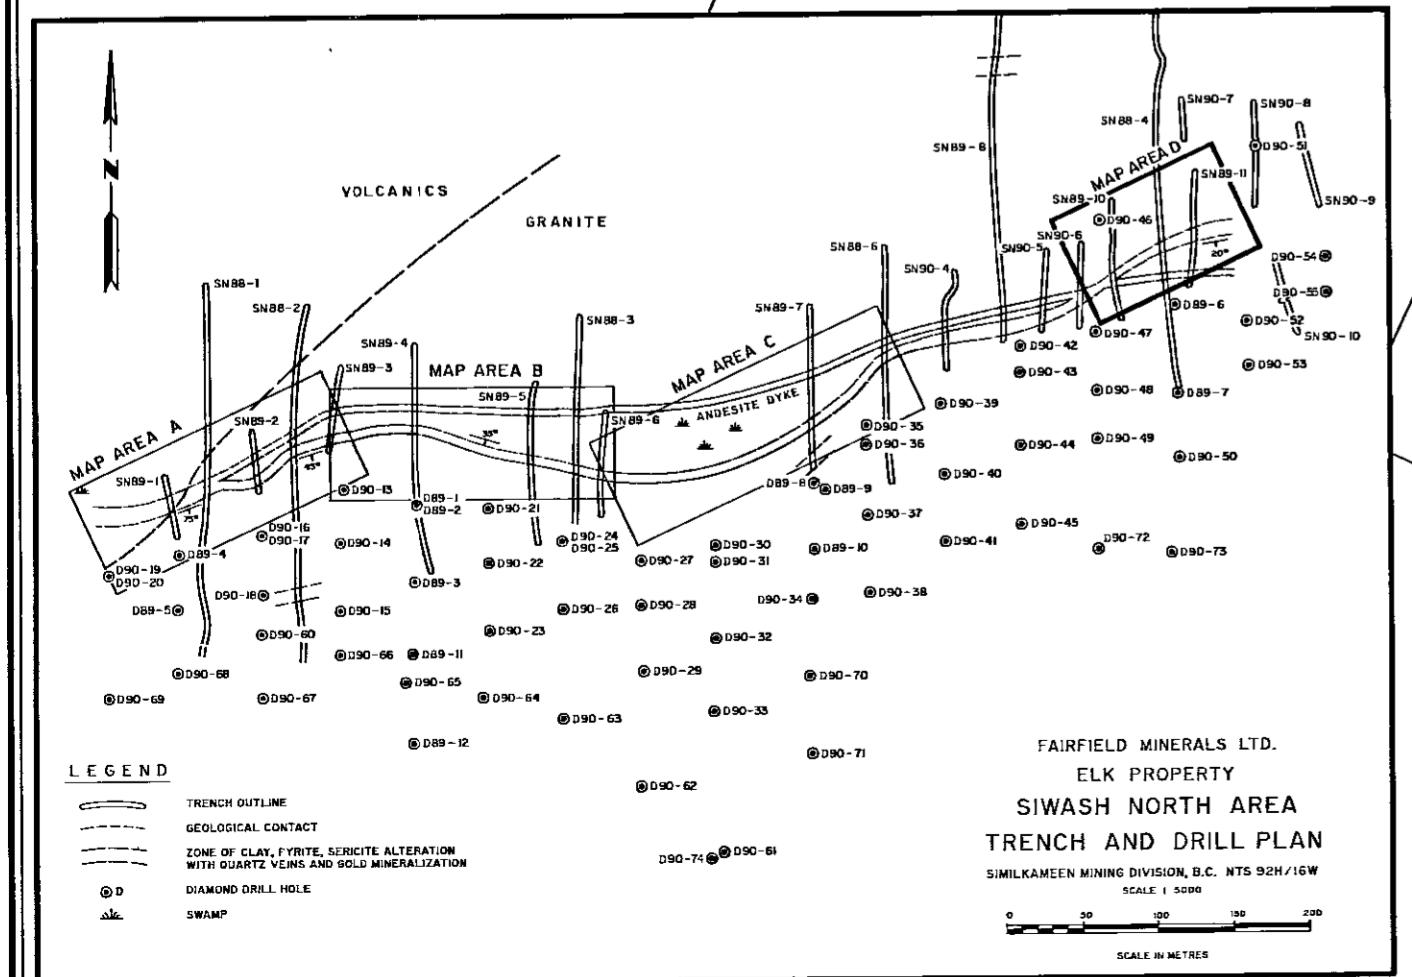 N
VOLCANICS
GRANITE
SN88-1
SN88-2
SN89-3
SN89-4
MAP AREA B
SN89-5
SN88-3
SN89-6
MAP AREA C
ANDESITE DYKE
SN89-7
SN88-6
SN90-4
SN89-8
SN90-5
SN90-6
SN89-10
MAP AREA D
SN88-4
SN90-7
SN90-8
D90-51
SN89-11
SN90-9
D90-46
20°
D90-54
D90-55
SN90-10
D89-6
D90-52
D90-53
D90-47
D90-42
D90-43
D90-48
D89-7
D90-39
D90-35
D90-36
D90-44
D90-49
D90-50
D90-40
MAP AREA A
SN89-1
SN89-2
75°
45°
35°
D90-13
D89-1
D89-2
D90-21
D89-8
D89-9
D90-37
D90-45
D90-16
D90-17
D90-14
D90-24
D90-25
D90-30
D90-31
D89-10
D90-41
D90-72
D90-73
D89-4
D90-19
D90-20
D90-22
D90-27
D89-3
D90-18
D89-5
D90-15
D90-26
D90-28
D90-34
D90-38
D90-60
D90-23
D90-32
D90-66
D89-11
D90-68
D90-65
D90-29
D90-70
D90-69
D90-67
D90-64
D90-63
D90-33
D89-12
D90-71
D90-62
D90-74
D90-61
LEGEND
TRENCH OUTLINE
GEOLOGICAL CONTACT
ZONE OF CLAY, PYRITE, SERICITE ALTERATION
WITH QUARTZ VEINS AND GOLD MINERALIZATION
D DIAMOND DRILL HOLE
SWAMP
FAIRFIELD MINERALS LTD.
ELK PROPERTY
SIWASH NORTH AREA
TRENCH AND DRILL PLAN
SIMILKAMEEN MINING DIVISION, B.C. NTS 92H/16W
SCALE 1 5000
0 50 100 150 200
SCALE IN METRES